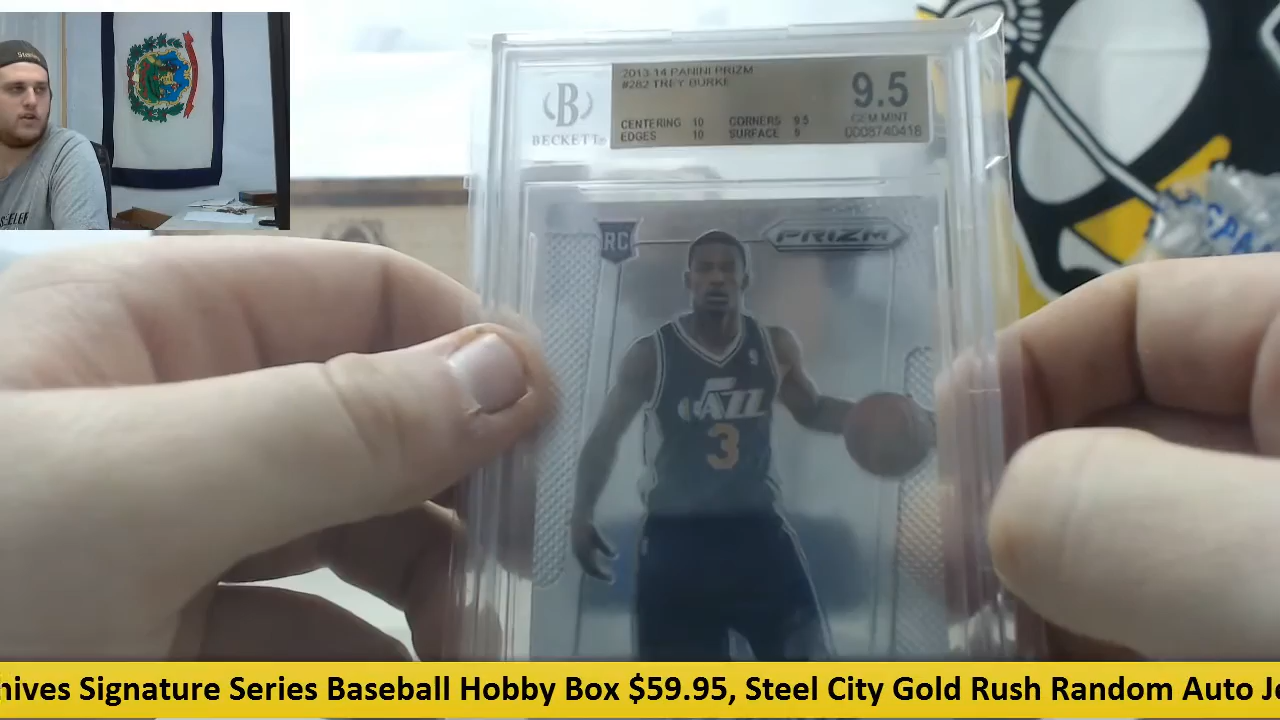 2013-14 PANINI PRIZM
#282 TREY BURKE
9.5
GEM MINT
CENTERING 10 CORNERS 9.5
EDGES 10 SURFACE 9
0008740418
B
BECKETT
RC
PRIZM
JAZZ
3
hives Signature Series Baseball Hobby Box $59.95, Steel City Gold Rush Random Auto Je